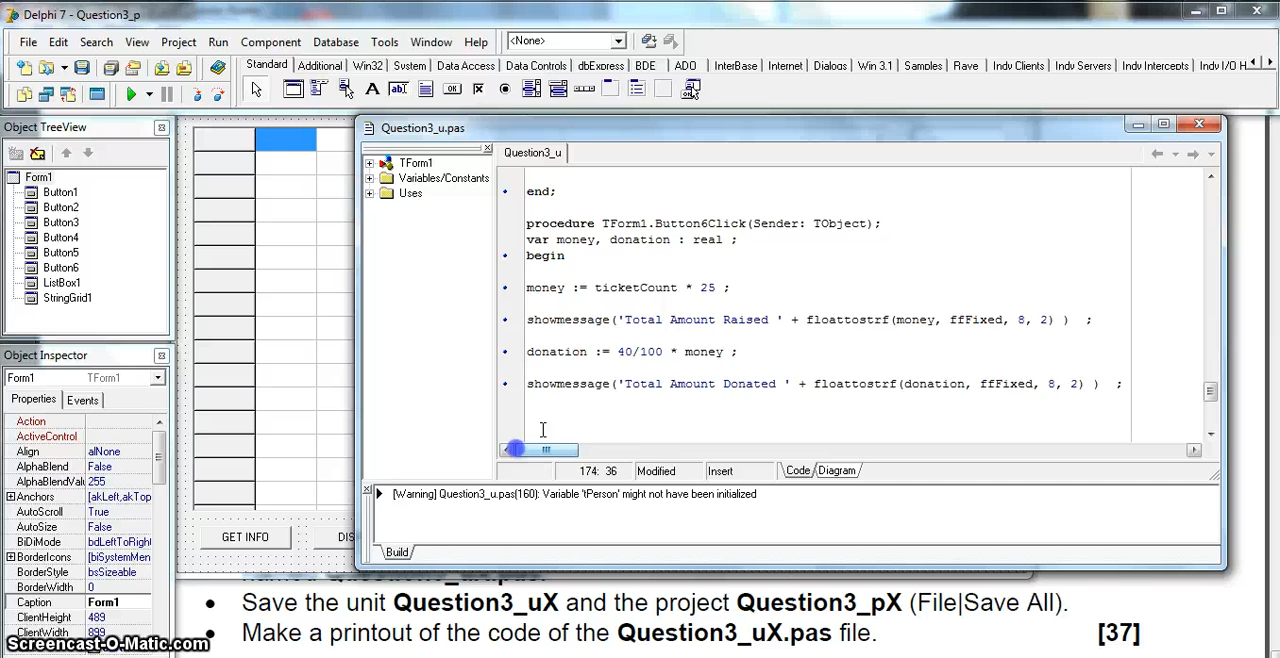 Delphi 7 - Question3_p
File Edit Search View Project Run Component Database Tools Window Help <None>
Standard Additional Win32 System Data Access Data Controls dbExpress BDE ADO InterBase Internet Dialogs Win 3.1 Samples Rave Indy Clients Indy Servers Indy Intercepts Indy I/O H
Object TreeView
Form1
Button1
Button2
Button3
Button4
Button5
Button6
ListBox1
StringGrid1
Object Inspector
Form1 TForm1
Properties Events
Action
ActiveControl
Align alNone
AlphaBlend False
AlphaBlendValu 255
Anchors [akLeft,akTop
AutoScroll True
AutoSize False
BiDiMode bdLeftToRigh
BorderIcons [biSystemMen
BorderStyle bsSizeable
BorderWidth 0
Caption Form1
ClientHeight 489
ClientWidth 899
Question3_u.pas
TForm1
Variables/Constants
Uses
Question3_u
end;
procedure TForm1.Button6Click(Sender: TObject);
var money, donation : real ;
begin
money := ticketCount * 25 ;
showmessage('Total Amount Raised ' + floattostrf(money, ffFixed, 8, 2) ) ;
donation := 40/100 * money ;
showmessage('Total Amount Donated ' + floattostrf(donation, ffFixed, 8, 2) ) ;
174: 36 Modified Insert Code Diagram
[Warning] Question3_u.pas(160): Variable 'tPerson' might not have been initialized
Build
GET INFO
DIS
• Save the unit Question3_uX and the project Question3_pX (File|Save All).
• Make a printout of the code of the Question3_uX.pas file. [37]
Screencast-O-Matic.com